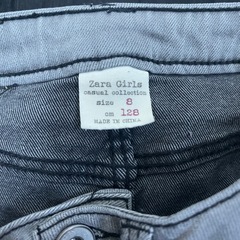 Zara Girls
casual collection
size 8
cm 128
MADE IN CHINA